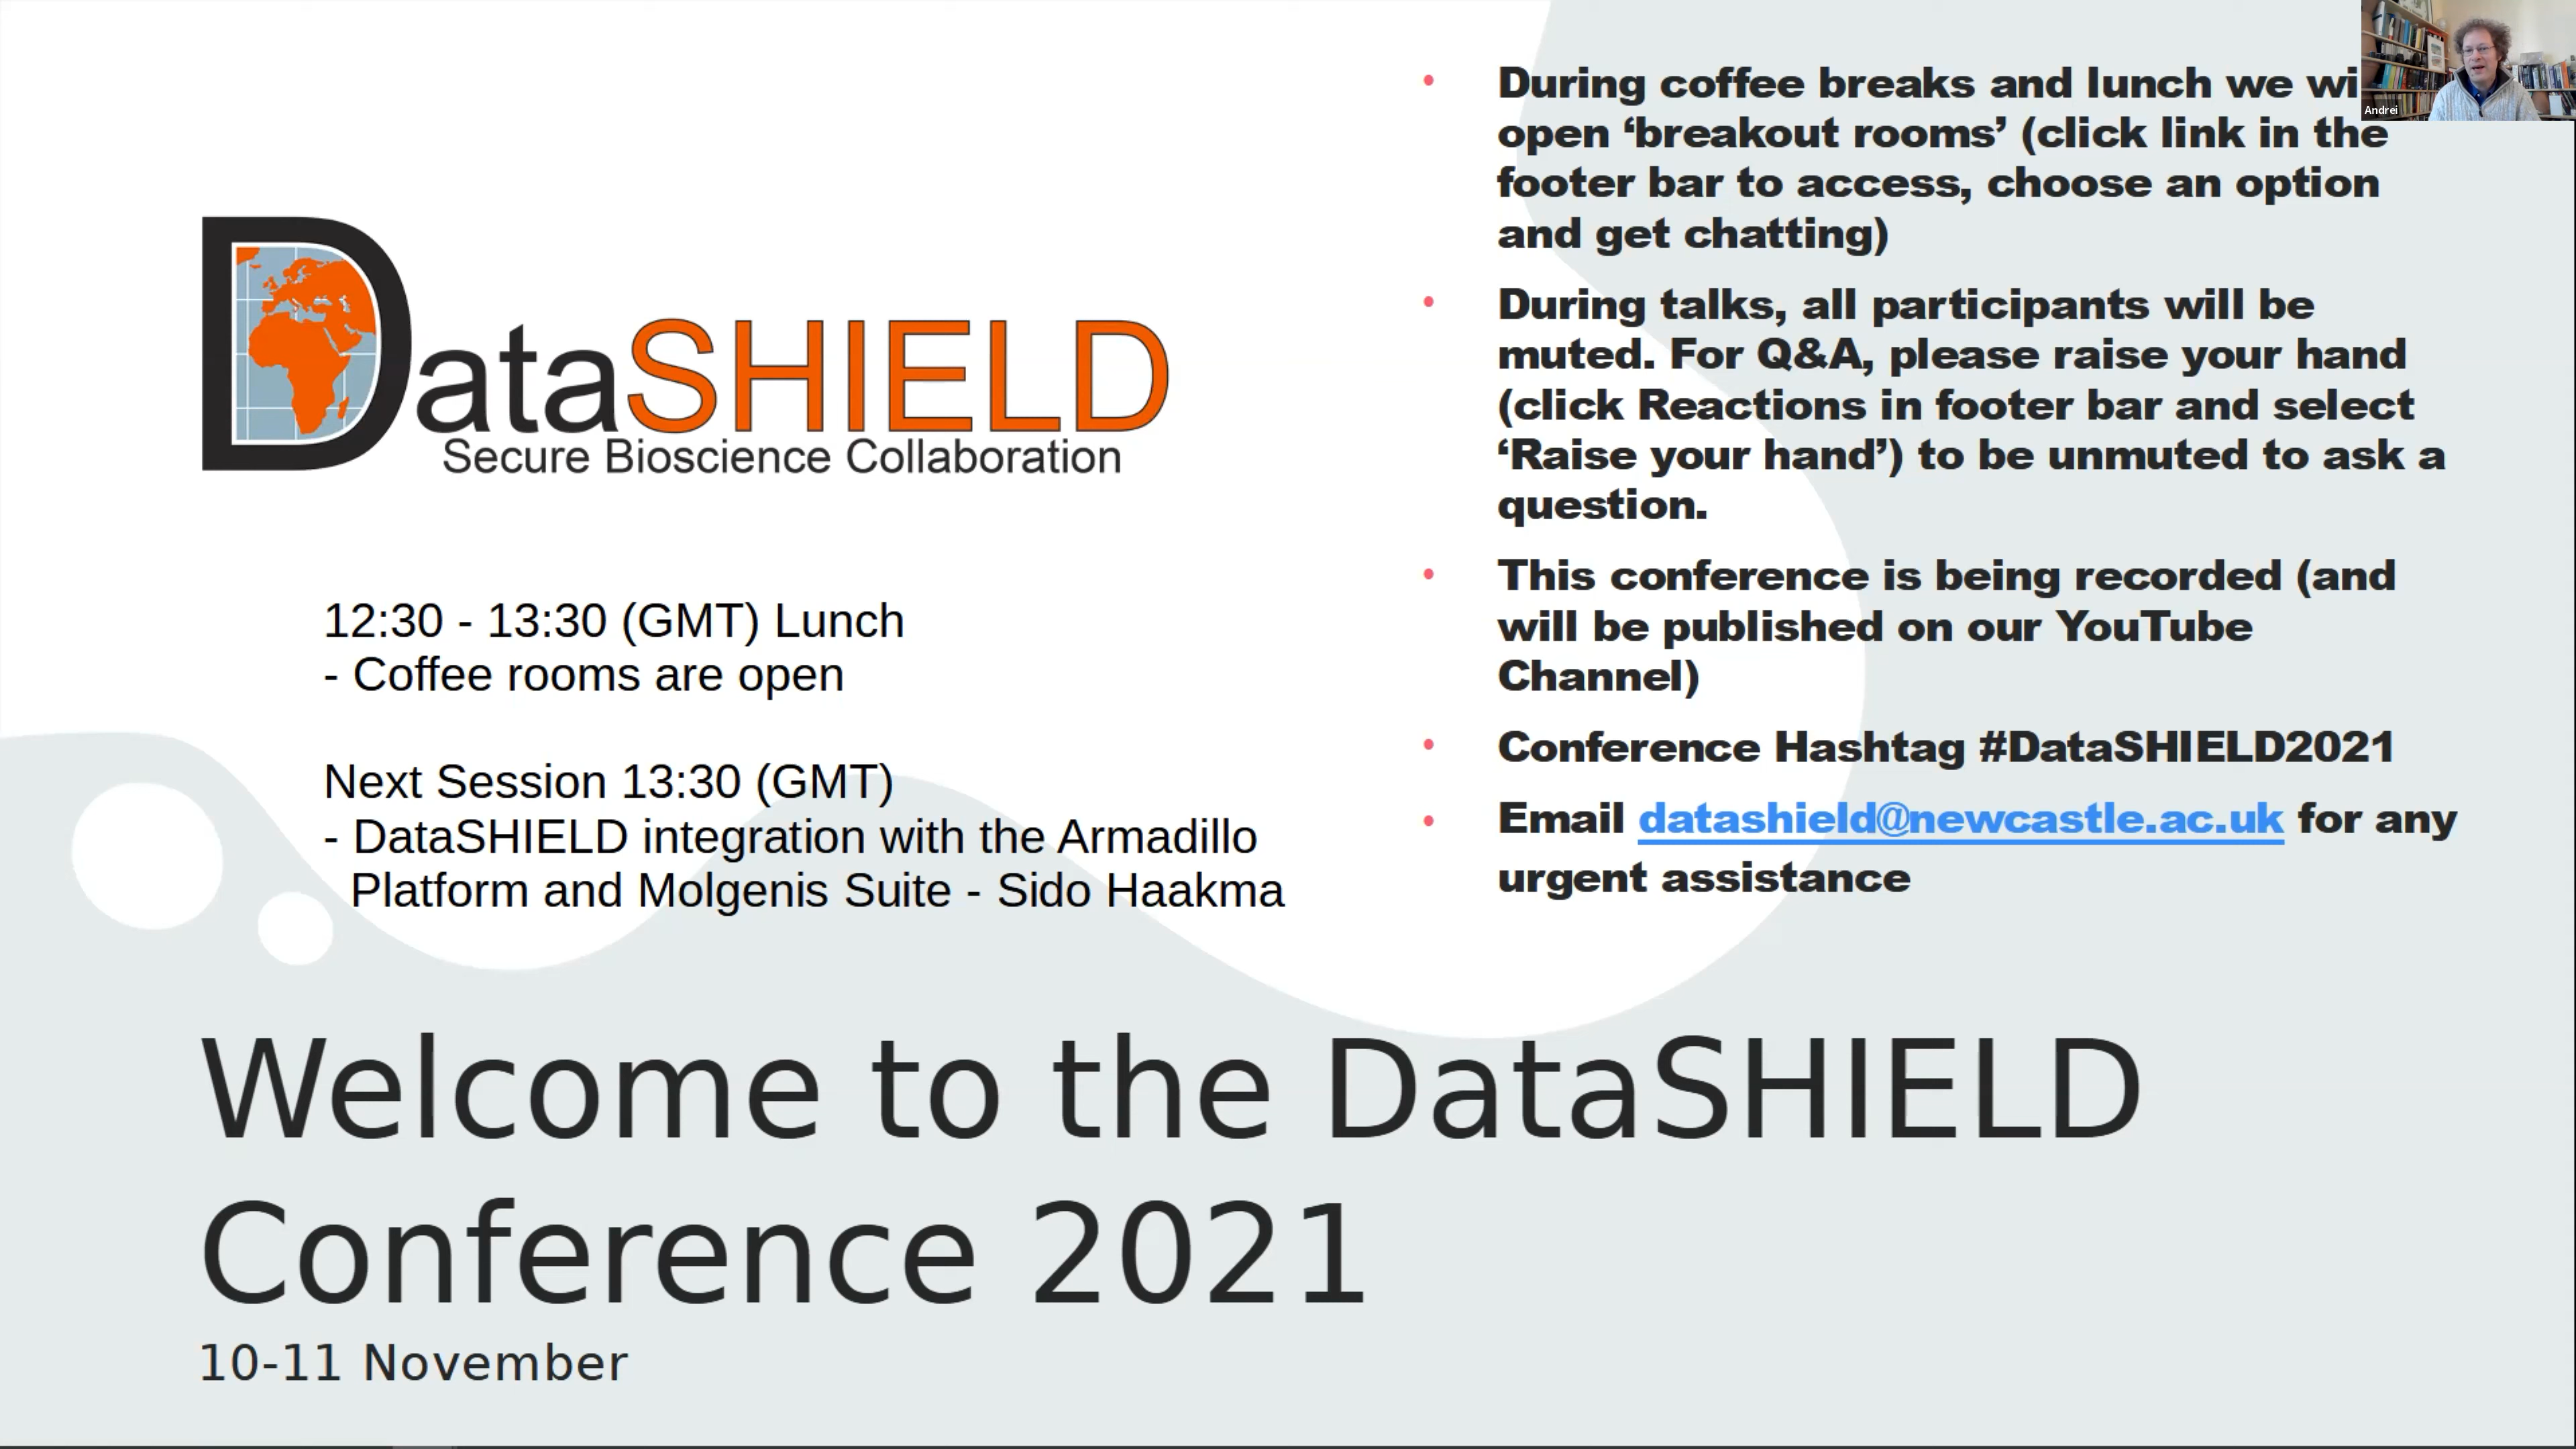 DataSHIELD
Secure Bioscience Collaboration
12:30 - 13:30 (GMT) Lunch
- Coffee rooms are open
Next Session 13:30 (GMT)
- DataSHIELD integration with the Armadillo
Platform and Molgenis Suite - Sido Haakma
• During coffee breaks and lunch we
open ‘breakout rooms’ (click link in the
footer bar to access, choose an option
and get chatting)
• During talks, all participants will be
muted. For Q&A, please raise your hand
(click Reactions in footer bar and select
‘Raise your hand’) to be unmuted to ask a
question.
• This conference is being recorded (and
will be published on our YouTube
Channel)
• Conference Hashtag #DataSHIELD2021
• Email datashield@newcastle.ac.uk for any
urgent assistance
Andrei
Welcome to the DataSHIELD
Conference 2021
10-11 November